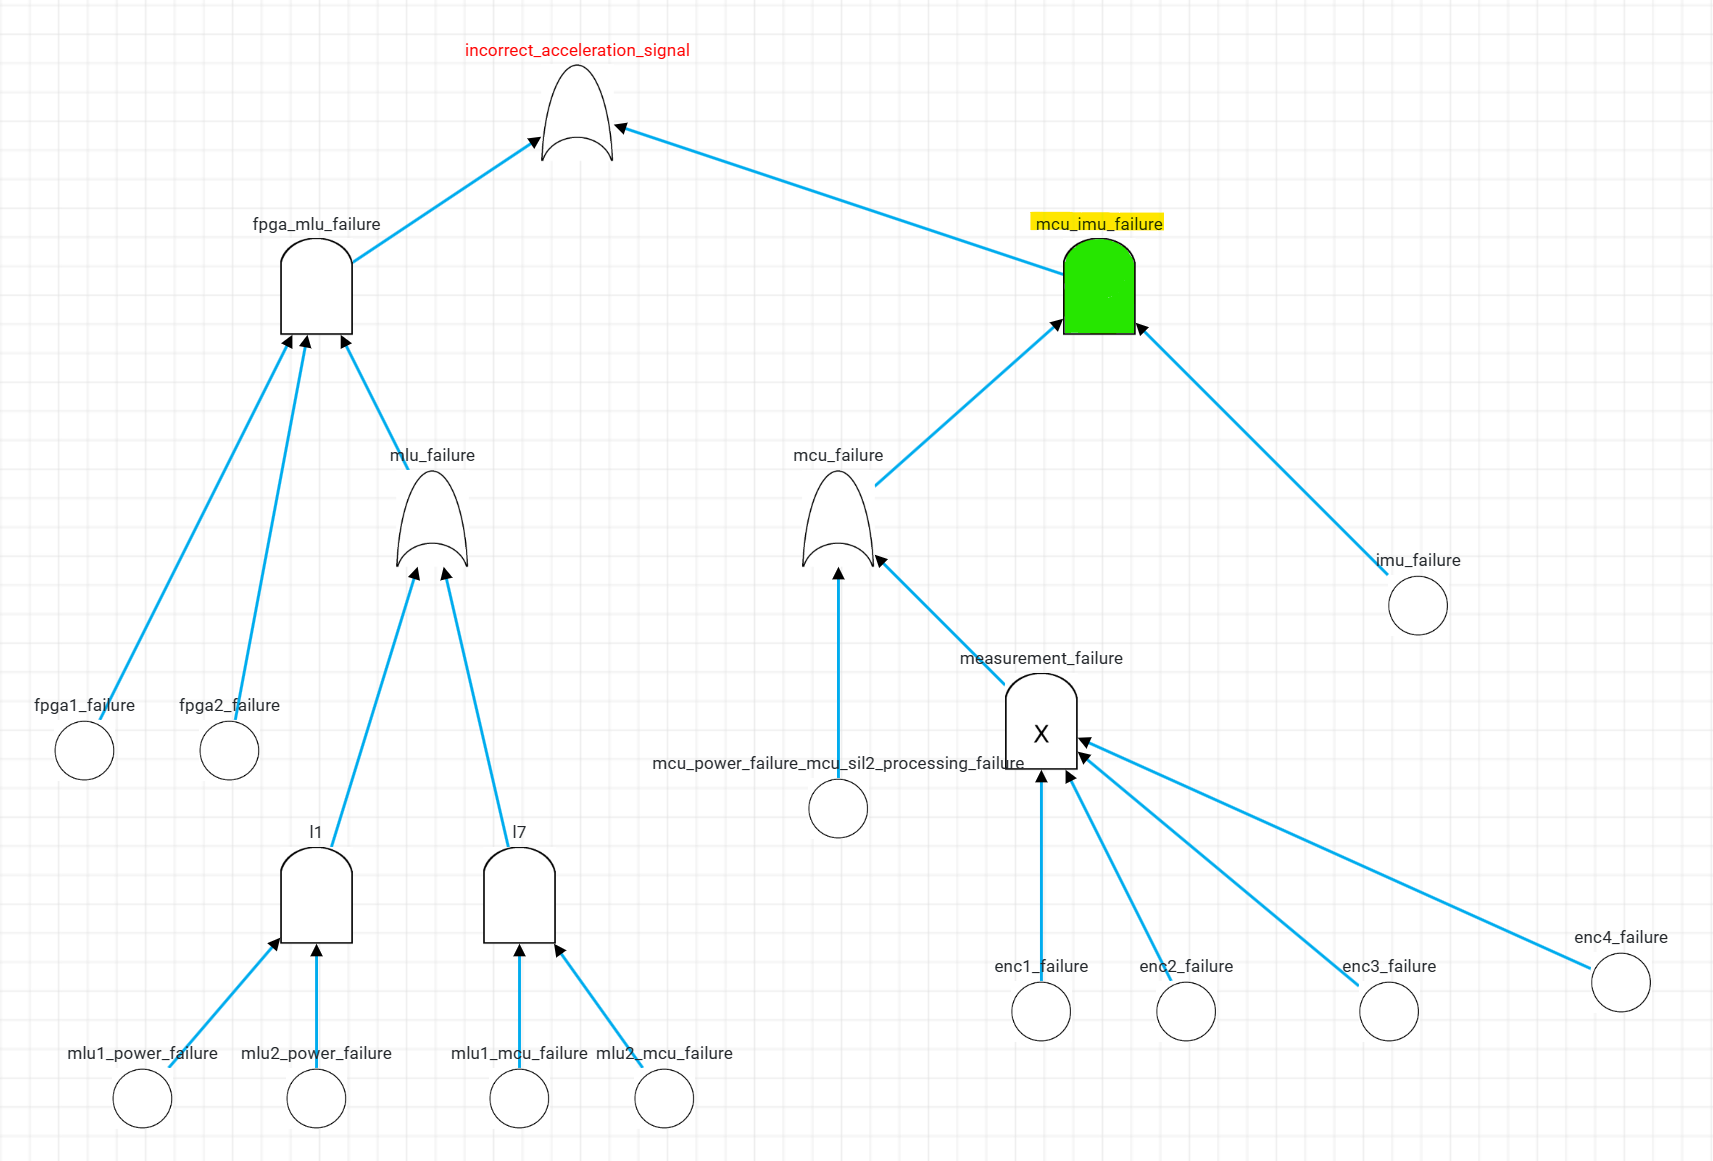 incorrect_acceleration_signal
fpga_mlu_failure
mcu_imu_failure
mlu_failure
mcu_failure
imu_failure
measurement_failure
X
fpga1_failure
fpga2_failure
mcu_power_failure_mcu_sil2_processing_failure
l1
l7
enc4_failure
enc1_failure
enc2_failure
enc3_failure
mlu1_power_failure
mlu2_power_failure
mlu1_mcu_failure
mlu2_mcu_failure